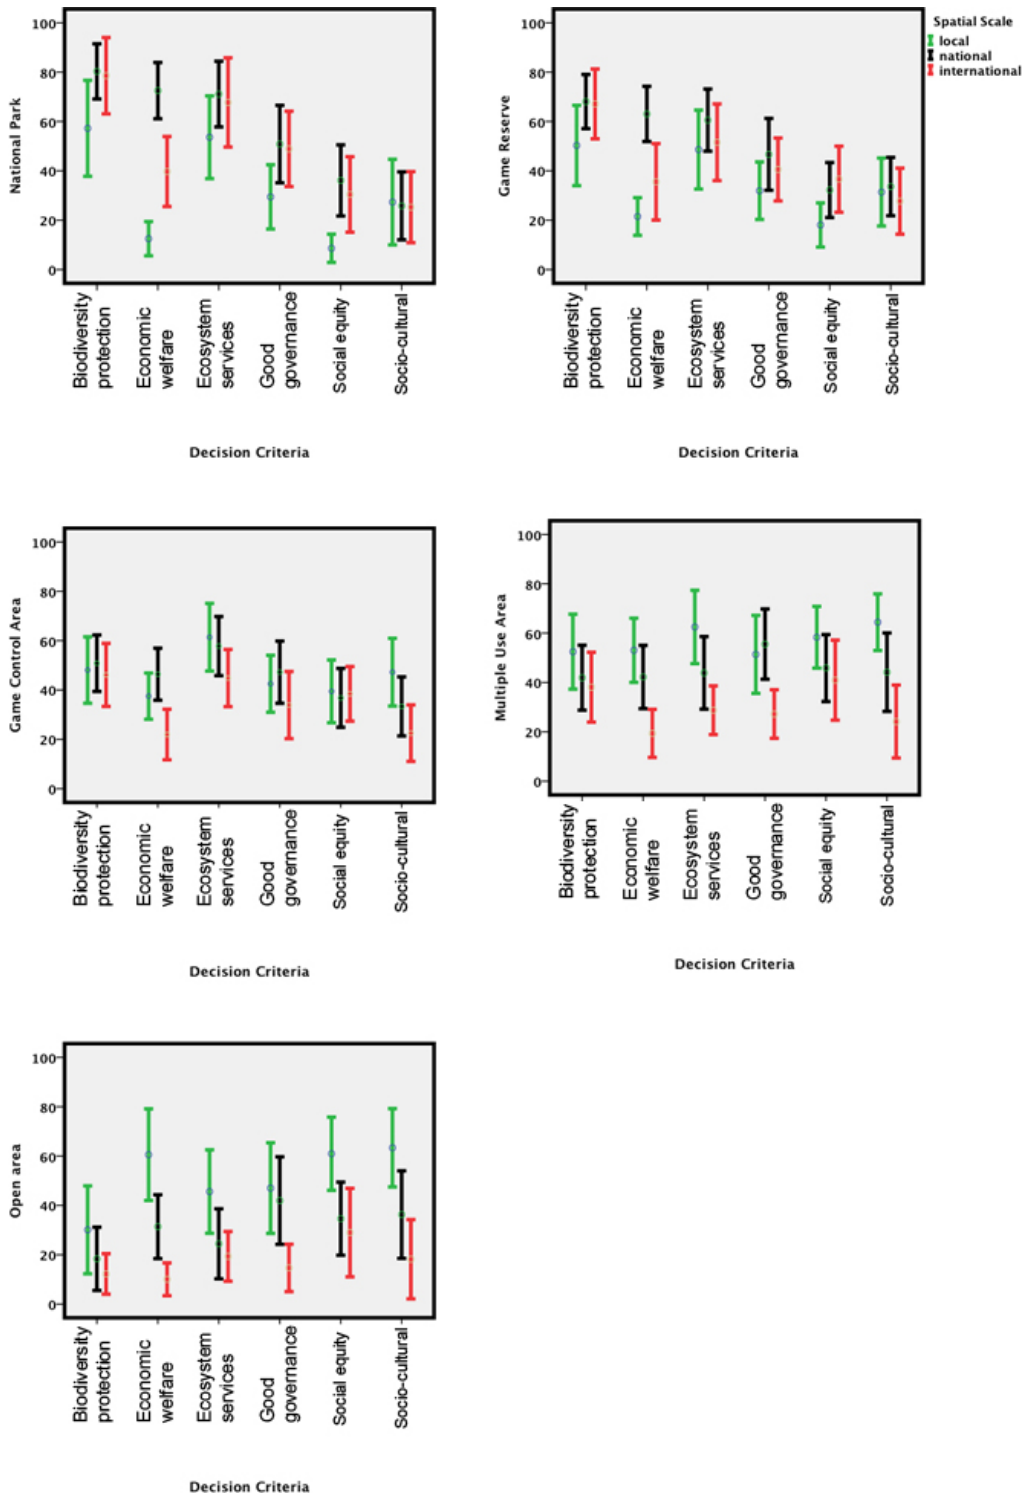 National Park
100
80
60
40
20
0
Biodiversity
protection
Economic
welfare
Ecosystem
services
Good
governance
Social equity
Socio-cultural
Decision Criteria
Game Reserve
100
80
60
40
20
0
Biodiversity
protection
Economic
welfare
Ecosystem
services
Good
governance
Social equity
Socio-cultural
Decision Criteria
Spatial Scale
local
national
international
Game Control Area
100
80
60
40
20
0
Biodiversity
protection
Economic
welfare
Ecosystem
services
Good
governance
Social equity
Socio-cultural
Decision Criteria
Multiple Use Area
100
80
60
40
20
0
Biodiversity
protection
Economic
welfare
Ecosystem
services
Good
governance
Social equity
Socio-cultural
Decision Criteria
Open area
100
80
60
40
20
0
Biodiversity
protection
Economic
welfare
Ecosystem
services
Good
governance
Social equity
Socio-cultural
Decision Criteria